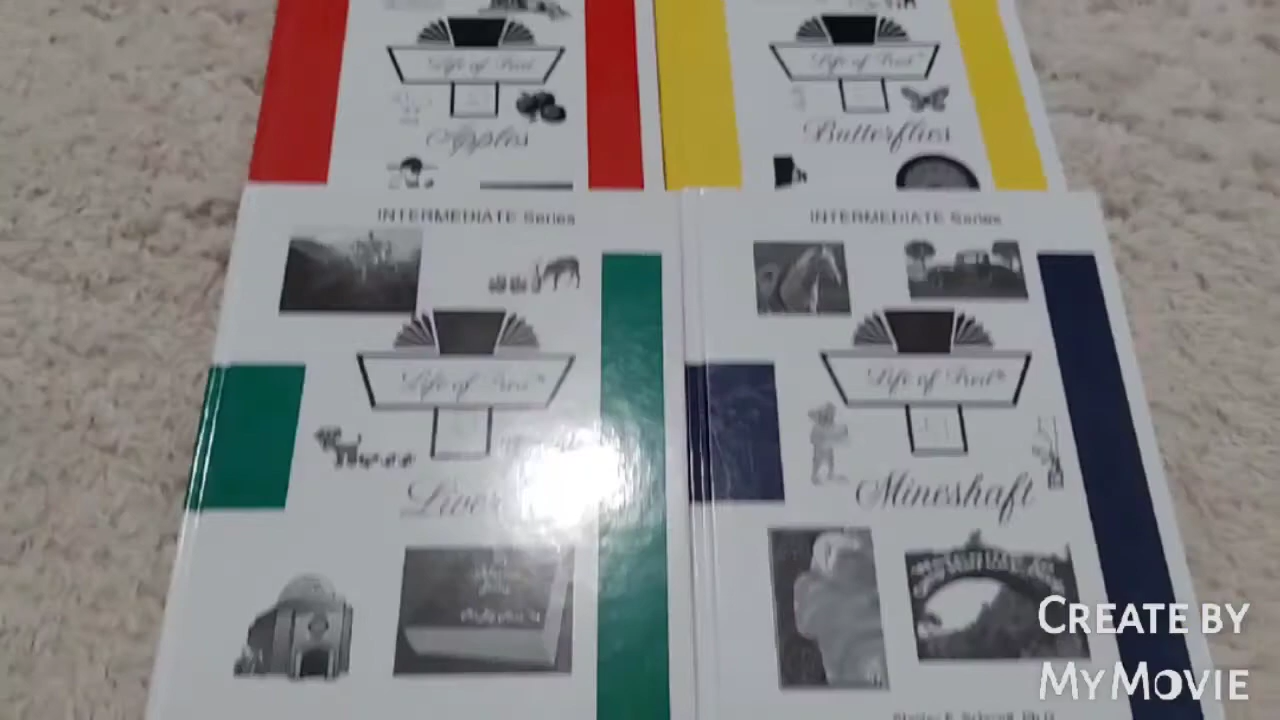 Life of Fred
Apples
Life of Fred
Butterflies
INTERMEDIATE Series
Life of Fred
Liver
INTERMEDIATE Series
Life of Fred®
Mineshaft
CREATE BY
MYMOVIE